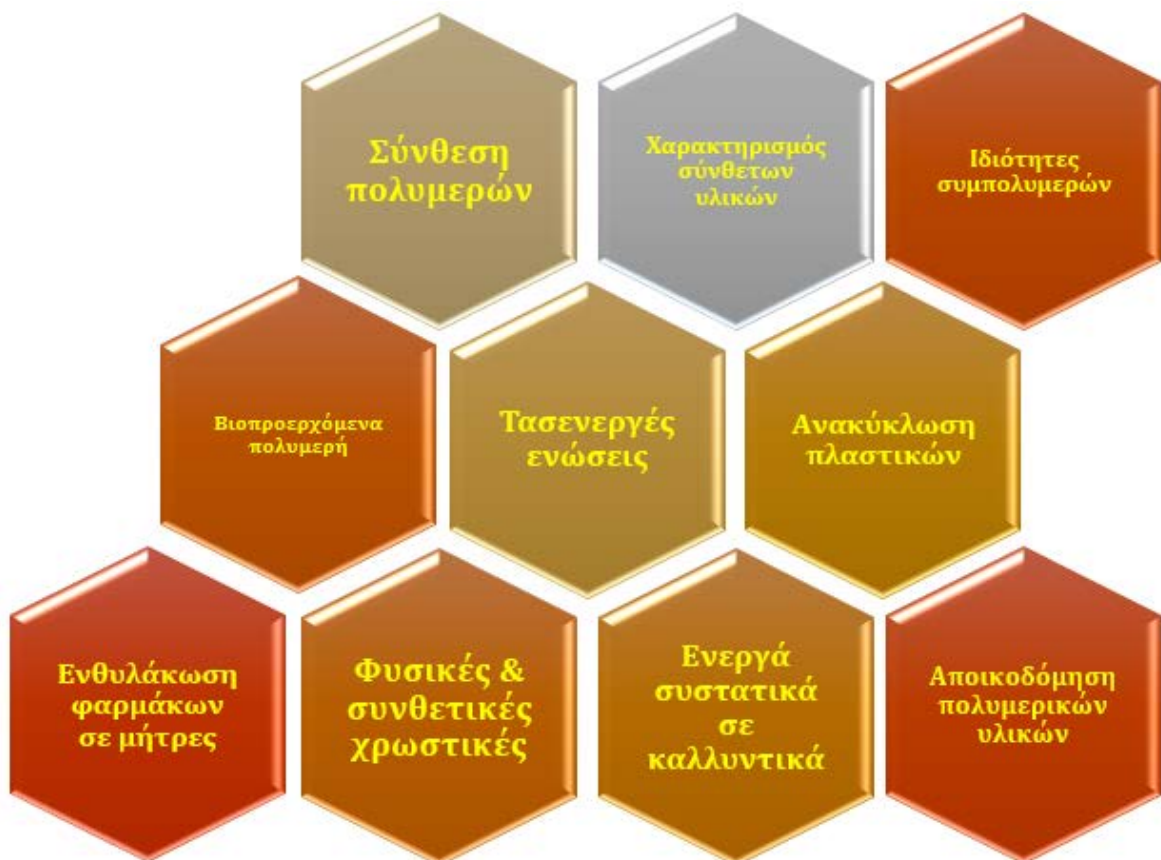 Σύνθεση
πολυμερών
Χαρακτηρισμός
σύνθετων
υλικών
Ιδιότητες
συμπολυμερών
Βιοπροερχόμενα
πολυμερή
Τασενεργές
ενώσεις
Ανακύκλωση
πλαστικών
Ενθυλάκωση
φαρμάκων
σε μήτρες
Φυσικές &
συνθετικές
χρωστικές
Ενεργά
συστατικά
σε
καλλυντικά
Αποικοδόμηση
πολυμερικών
υλικών